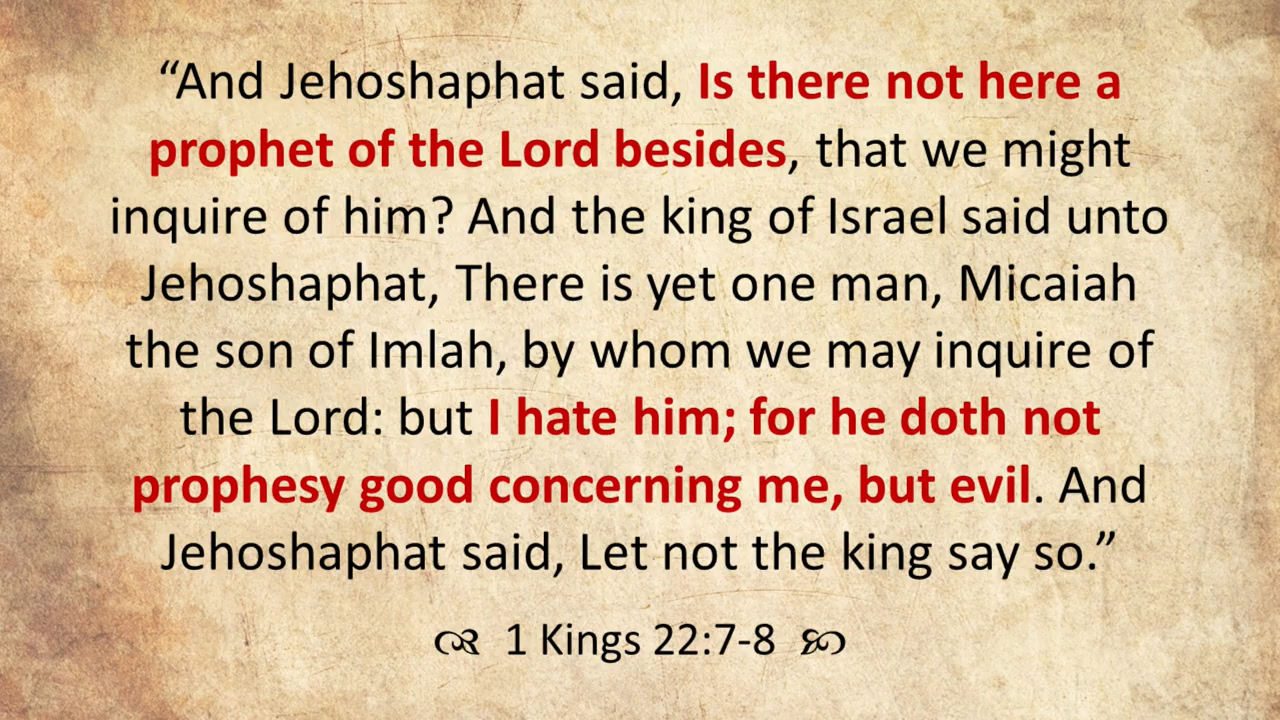 “And Jehoshaphat said, Is there not here a
prophet of the Lord besides, that we might
inquire of him? And the king of Israel said unto
Jehoshaphat, There is yet one man, Micaiah
the son of Imlah, by whom we may inquire of
the Lord: but I hate him; for he doth not
prophesy good concerning me, but evil. And
Jehoshaphat said, Let not the king say so.”
1 Kings 22:7-8